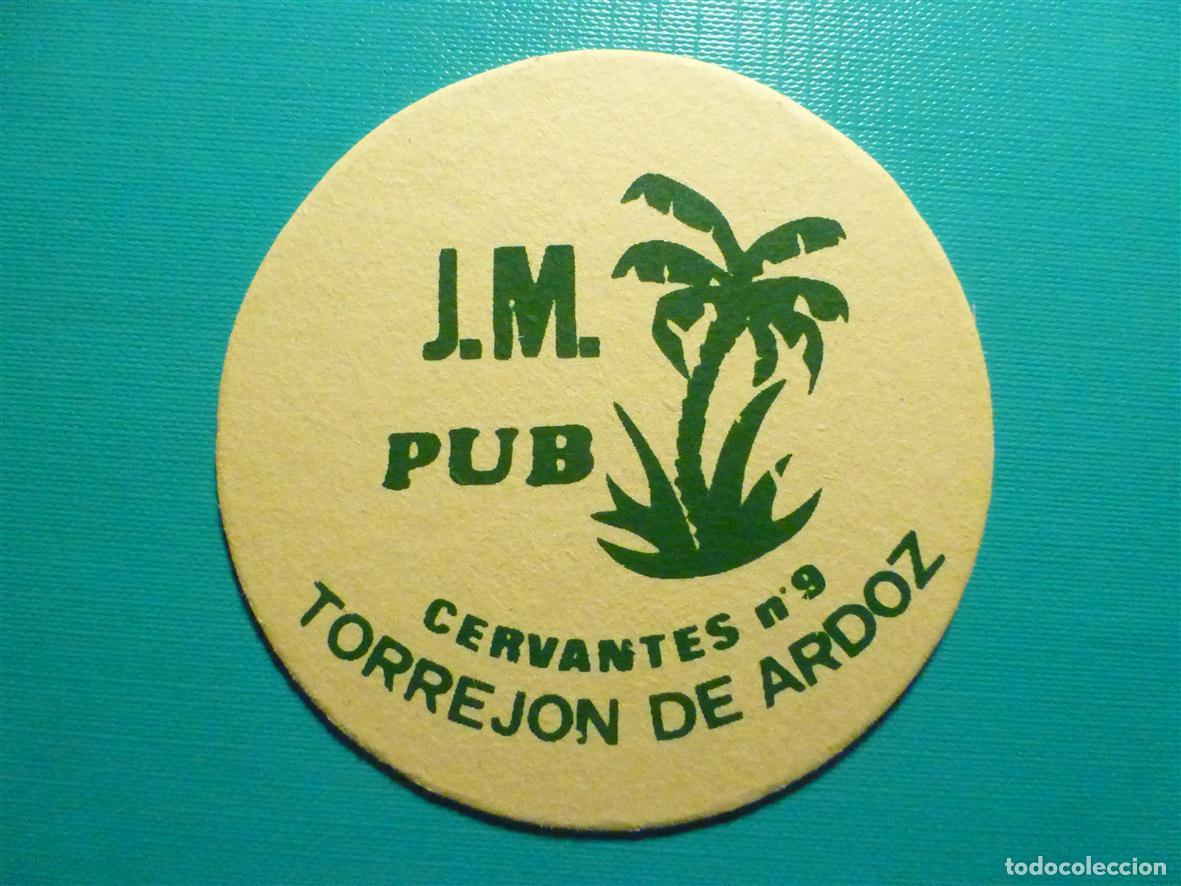 J.M.
PUB
CERVANTES nº9
TORREJON DE ARDOZ
todocoleccion